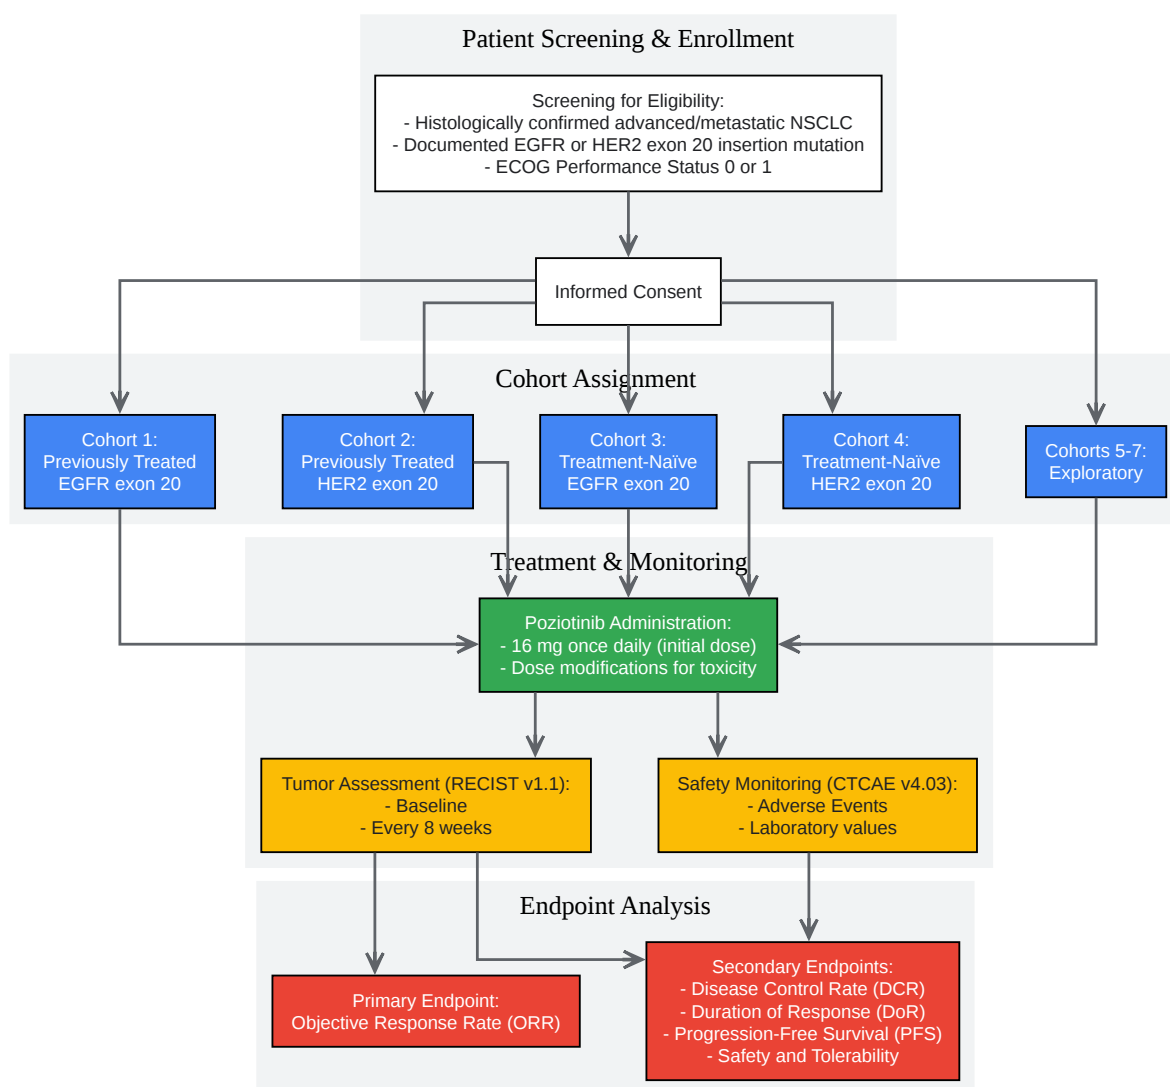 Patient Screening & Enrollment
Screening for Eligibility:
- Histologically confirmed advanced/metastatic NSCLC
- Documented EGFR or HER2 exon 20 insertion mutation
- ECOG Performance Status 0 or 1
Informed Consent
Cohort Assignment
Cohort 1:
Previously Treated
EGFR exon 20
Cohort 2:
Previously Treated
HER2 exon 20
Cohort 3:
Treatment-Naïve
EGFR exon 20
Cohort 4:
Treatment-Naïve
HER2 exon 20
Cohorts 5-7:
Exploratory
Treatment & Monitoring
Poziotinib Administration:
- 16 mg once daily (initial dose)
- Dose modifications for toxicity
Tumor Assessment (RECIST v1.1):
- Baseline
- Every 8 weeks
Safety Monitoring (CTCAE v4.03):
- Adverse Events
- Laboratory values
Endpoint Analysis
Primary Endpoint:
Objective Response Rate (ORR)
Secondary Endpoints:
- Disease Control Rate (DCR)
- Duration of Response (DoR)
- Progression-Free Survival (PFS)
- Safety and Tolerability